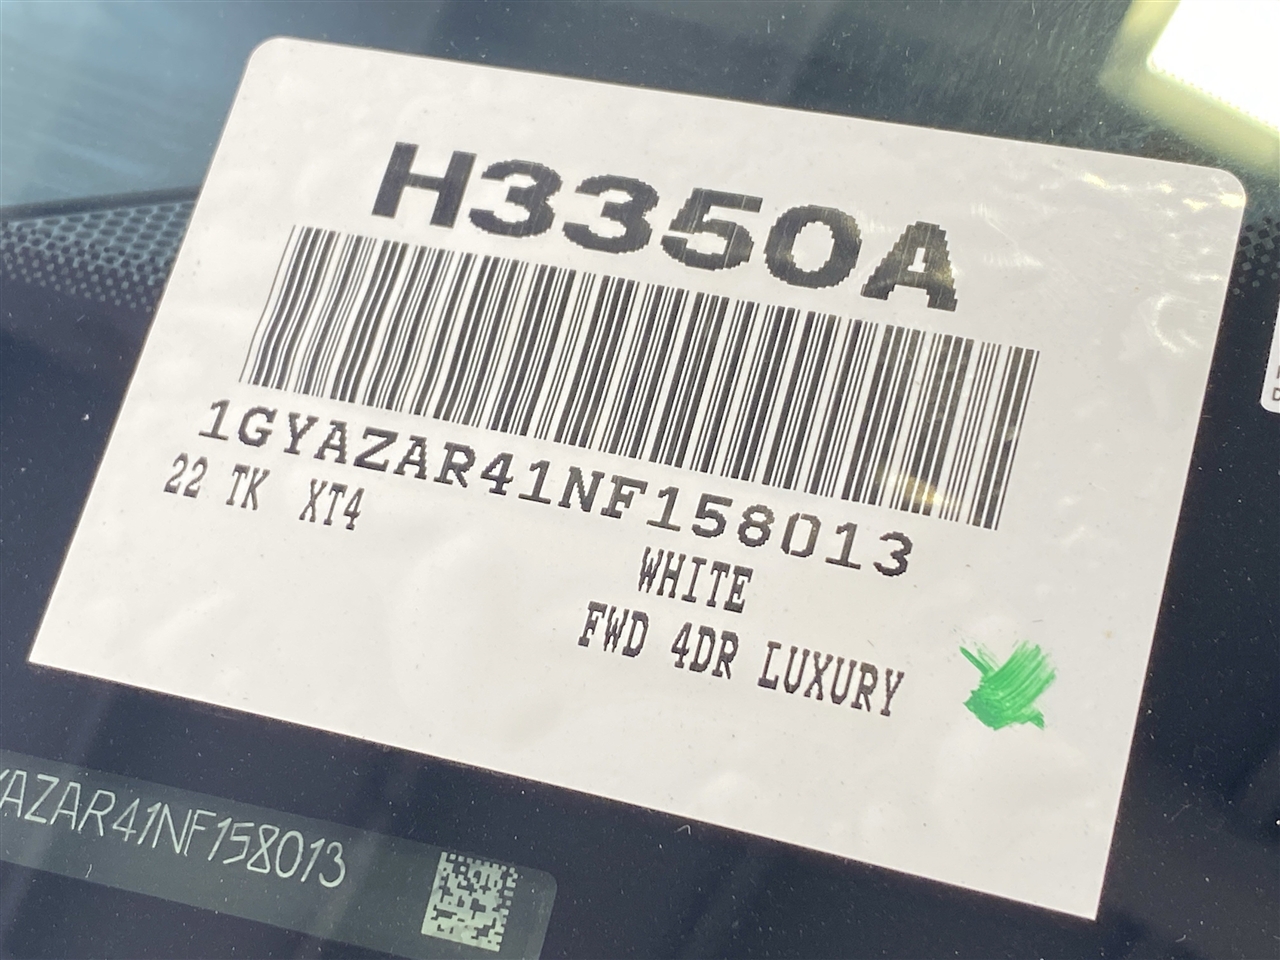 H3350A
1GYAZAR41NF158013
22 TK XT4
WHITE
FWD 4DR LUXURY
YAZAR41NF158013